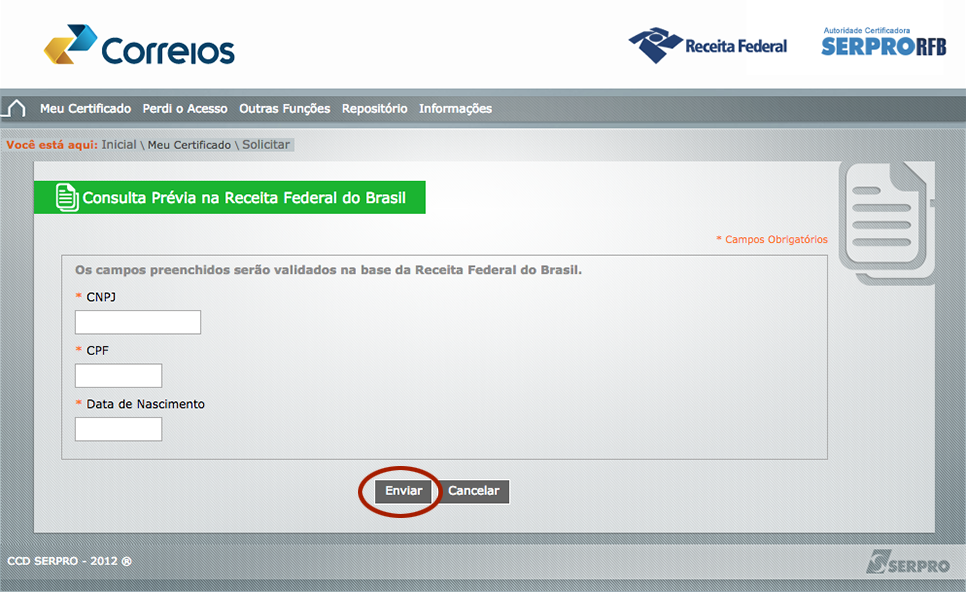 Correios
Receita Federal
Autoridade Certificadora
SERPRORFB
Meu Certificado Perdi o Acesso Outras Funções Repositório Informações
Você está aqui: Inicial \ Meu Certificado \ Solicitar
Consulta Prévia na Receita Federal do Brasil
* Campos Obrigatórios
Os campos preenchidos serão validados na base da Receita Federal do Brasil.
* CNPJ
* CPF
* Data de Nascimento
Enviar Cancelar
CCD SERPRO - 2012 ®
SERPRO